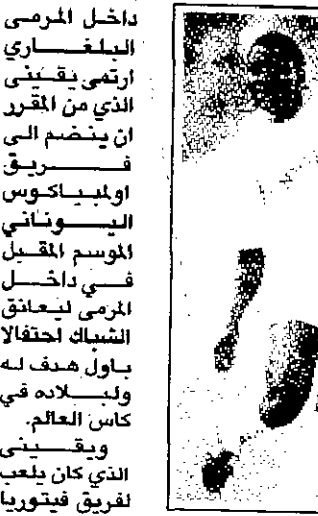 داخل المرمى
البلغاري
ارتمى يقيني
الذي من المقرر
ان ينضم الى
فريق
اولمبياكوس
اليوناني
الموسم المقبل
في داخل
المرمى ليعانق
الشباك احتفالا
باول هدف له
ولبلاده في
كاس العالم.
ويقيني
الذي كان يلعب
لفريق فيتوريا